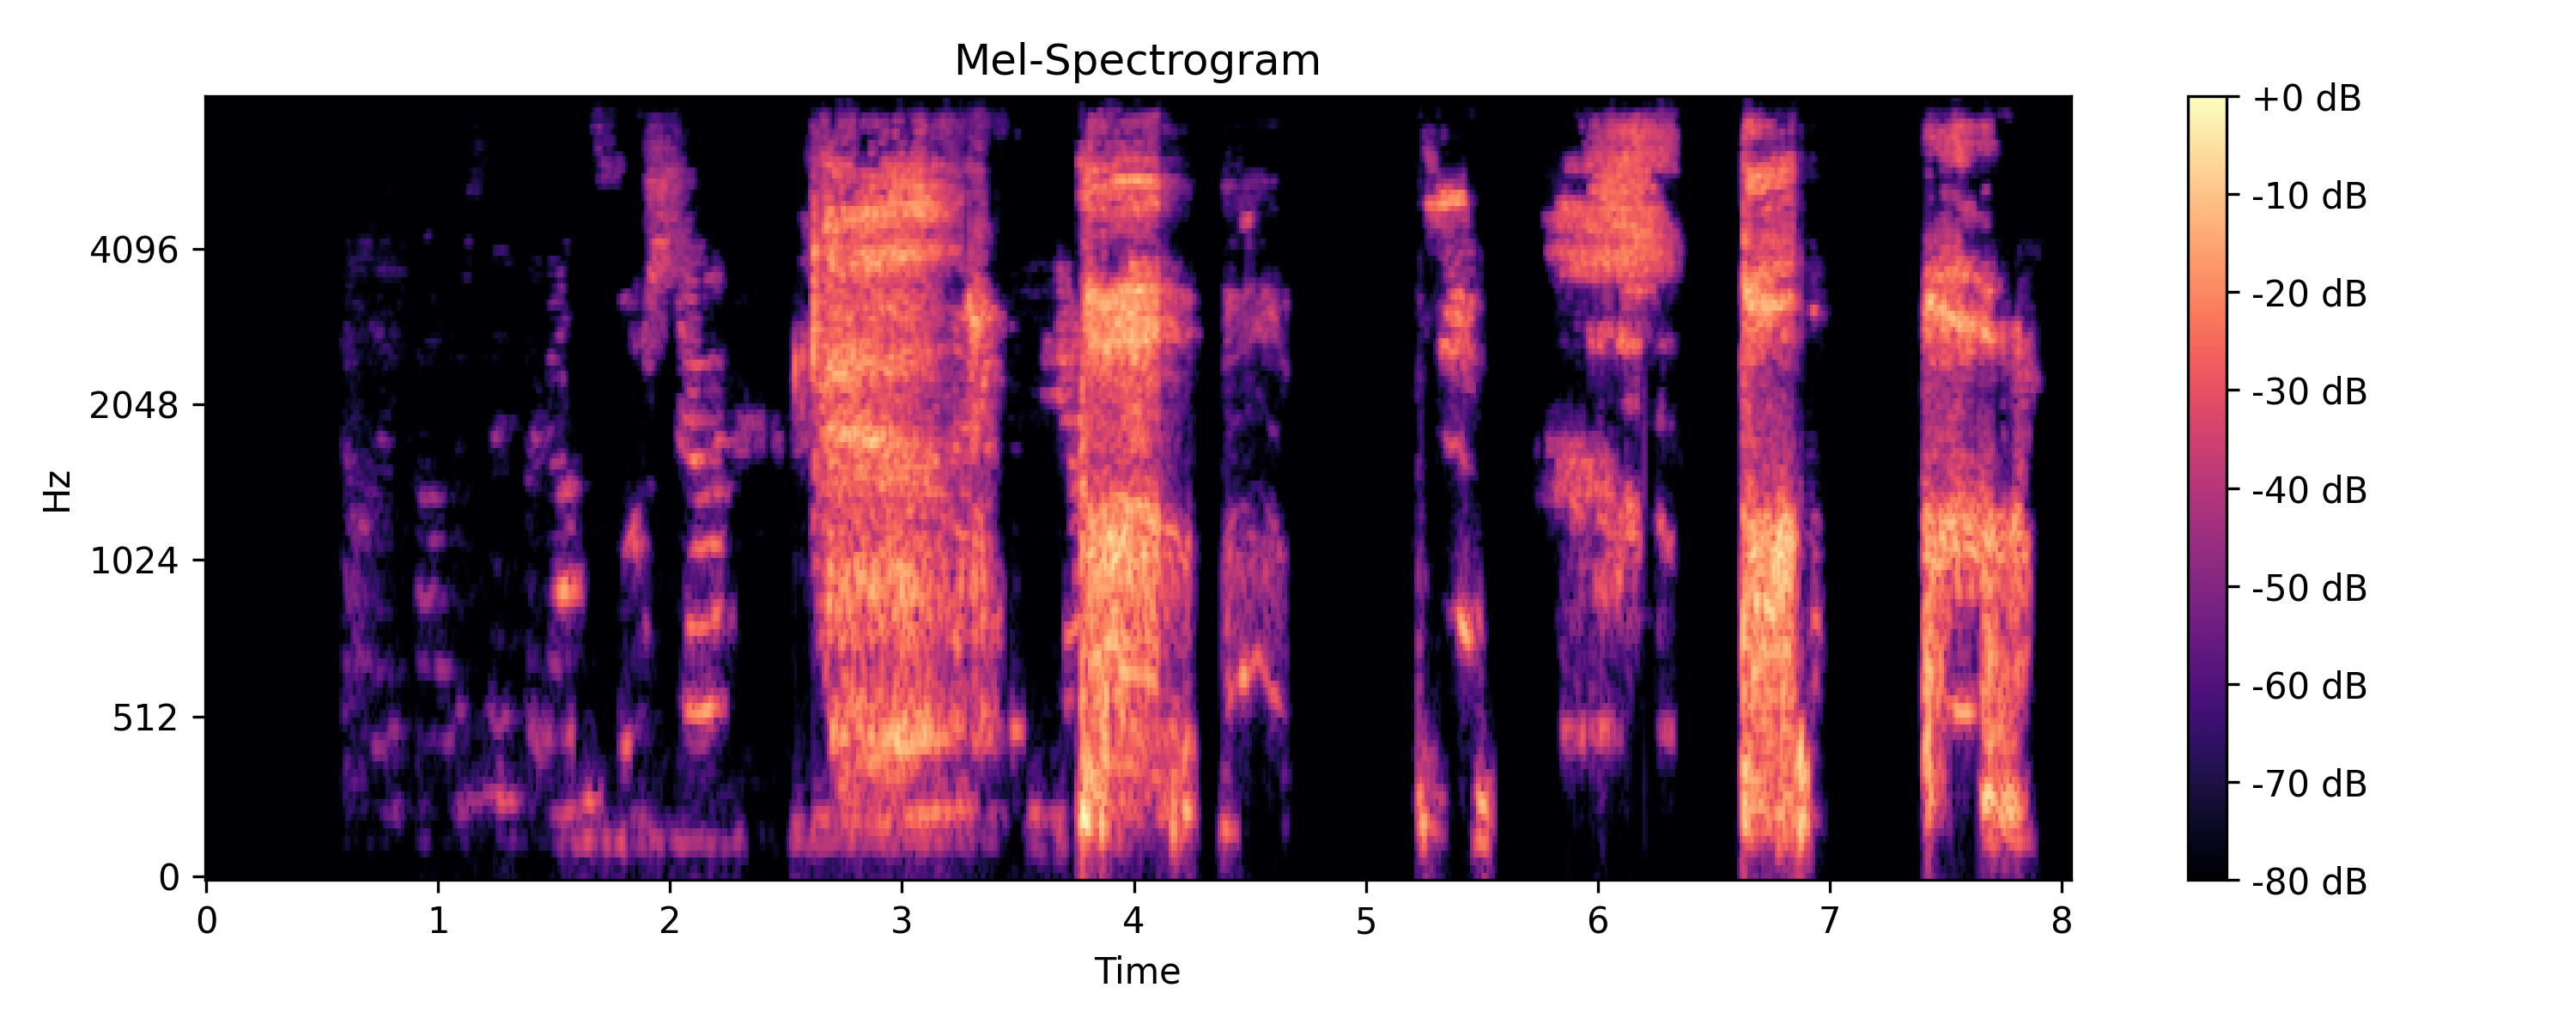 Mel-Spectrogram
+0 dB
-10 dB
-20 dB
-30 dB
-40 dB
-50 dB
-60 dB
-70 dB
-80 dB
Hz
4096
2048
1024
512
0
0 1 2 3 4 5 6 7 8
Time